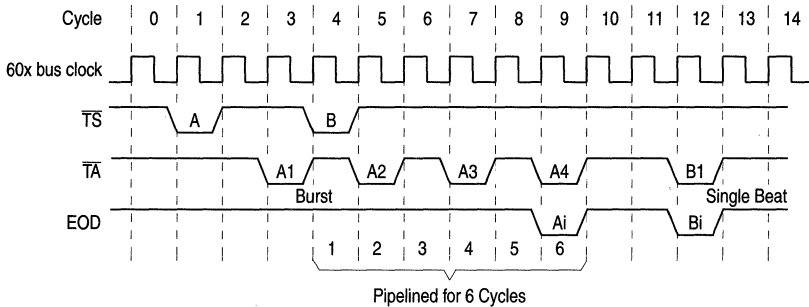 Cycle 0 1 2 3 4 5 6 7 8 9 10 11 12 13 14
60x bus clock
TS A B
TA A1 A2 A3 A4 B1
Burst Single Beat
EOD Ai Bi
1 2 3 4 5 6
Pipelined for 6 Cycles